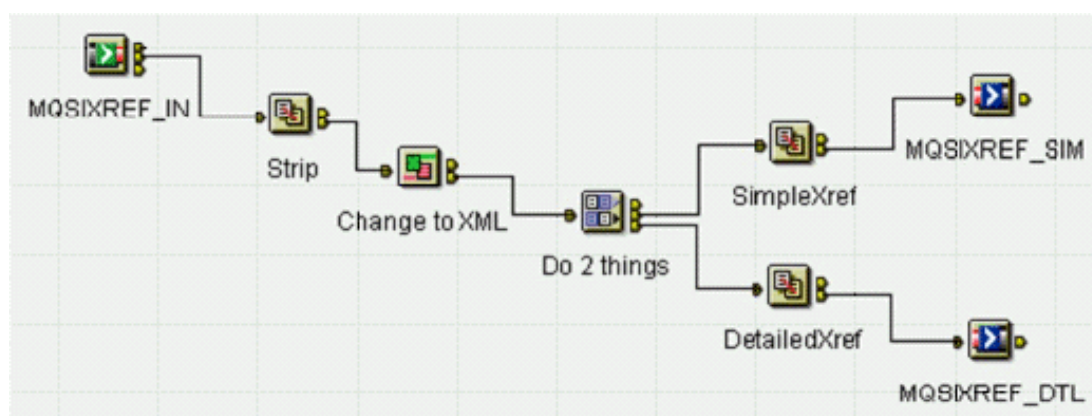 MQSIXREF_IN
Strip
Change to XML
Do 2 things
SimpleXref
MQSIXREF_SIM
DetailedXref
MQSIXREF_DTL